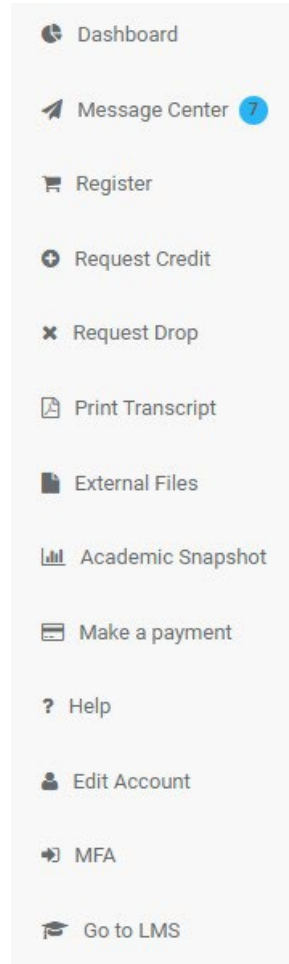 Dashboard
Message Center 7
Register
Request Credit
Request Drop
Print Transcript
External Files
Academic Snapshot
Make a payment
? Help
Edit Account
MFA
Go to LMS